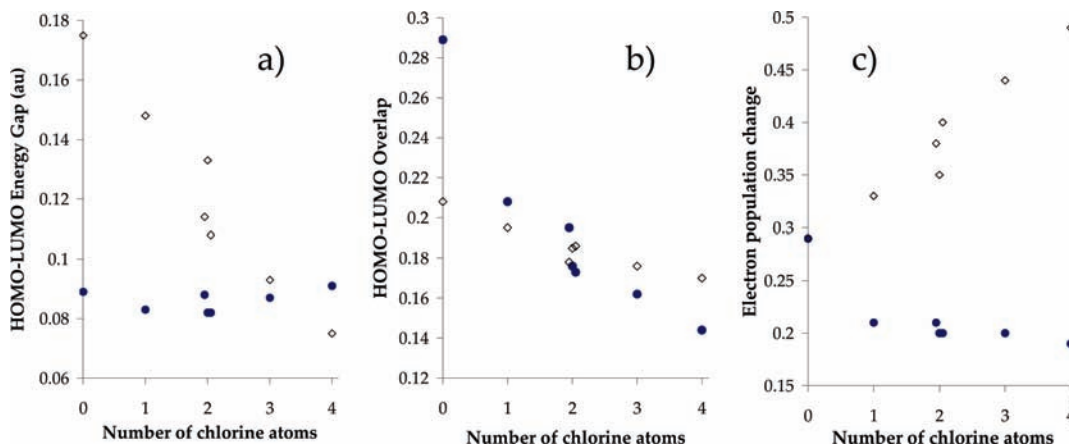 a)
HOMO-LUMO Energy Gap (au)
0.18
0.16
0.14
0.12
0.1
0.08
0.06
0 1 2 3 4
Number of chlorine atoms
b)
HOMO-LUMO Overlap
0.28
0.26
0.24
0.22
0.2
0.18
0.16
0.14
0.12
0 1 2 3 4
Number of chlorine atoms
c)
Electron population change
0.5
0.45
0.4
0.35
0.3
0.25
0.2
0.15
0 1 2 3 4
Number of chlorine atoms